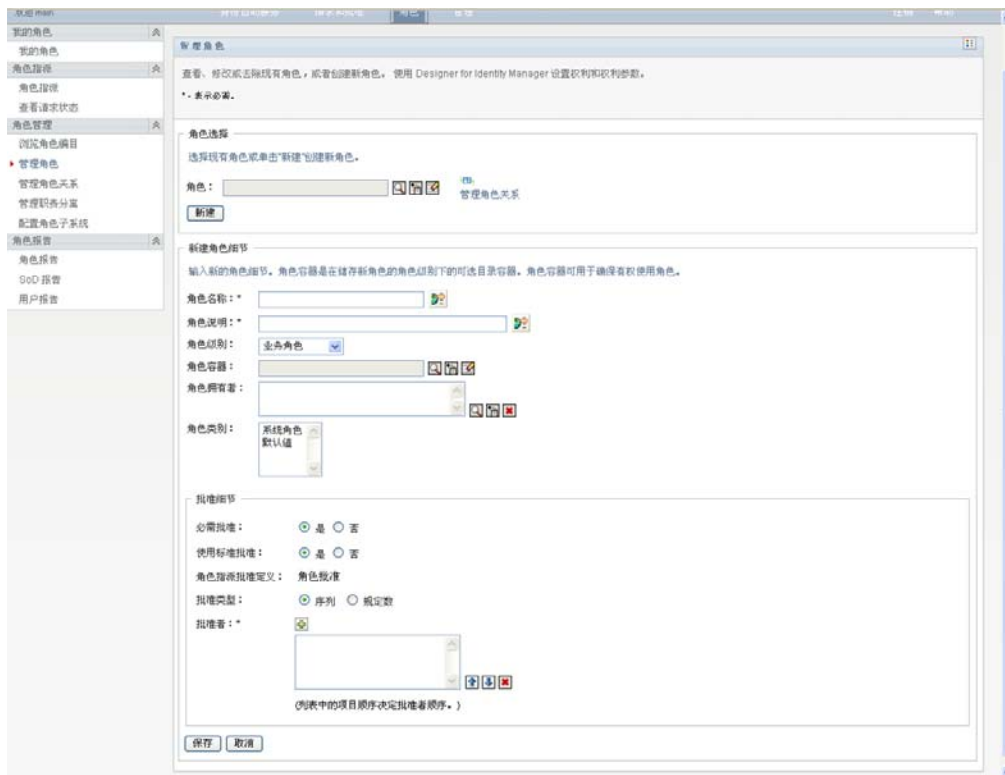 欢迎 main
角色
管理
注销
帮助
我的角色
我的角色
角色指派
角色指派
查看请求状态
角色管理
浏览角色编目
管理角色
管理角色关系
管理职责分离
配置角色子系统
角色报告
角色报告
SoD 报告
用户报告
管理角色
查看、修改或去除现有角色，或者创建新角色。 使用 Designer for Identity Manager 设置权利和权利参数。
* - 表示必需。
角色选择
选择现有角色或单击“新建”创建新角色。
角色：
管理角色关系
新建
新建角色细节
输入新的角色细节。角色容器是在储存新角色的角色级别下的可选目录容器。角色容器可用于确保有权使用角色。
角色名称：*
角色说明：*
角色级别：
业务角色
角色容器：
角色拥有者：
角色类别：
系统角色
默认值
批准细节
必需批准：
是 否
使用标准批准：
是 否
角色指派批准定义：
角色批准
批准类型：
序列 规定数
批准者：*
(列表中的项目顺序决定批准者顺序。)
保存 取消